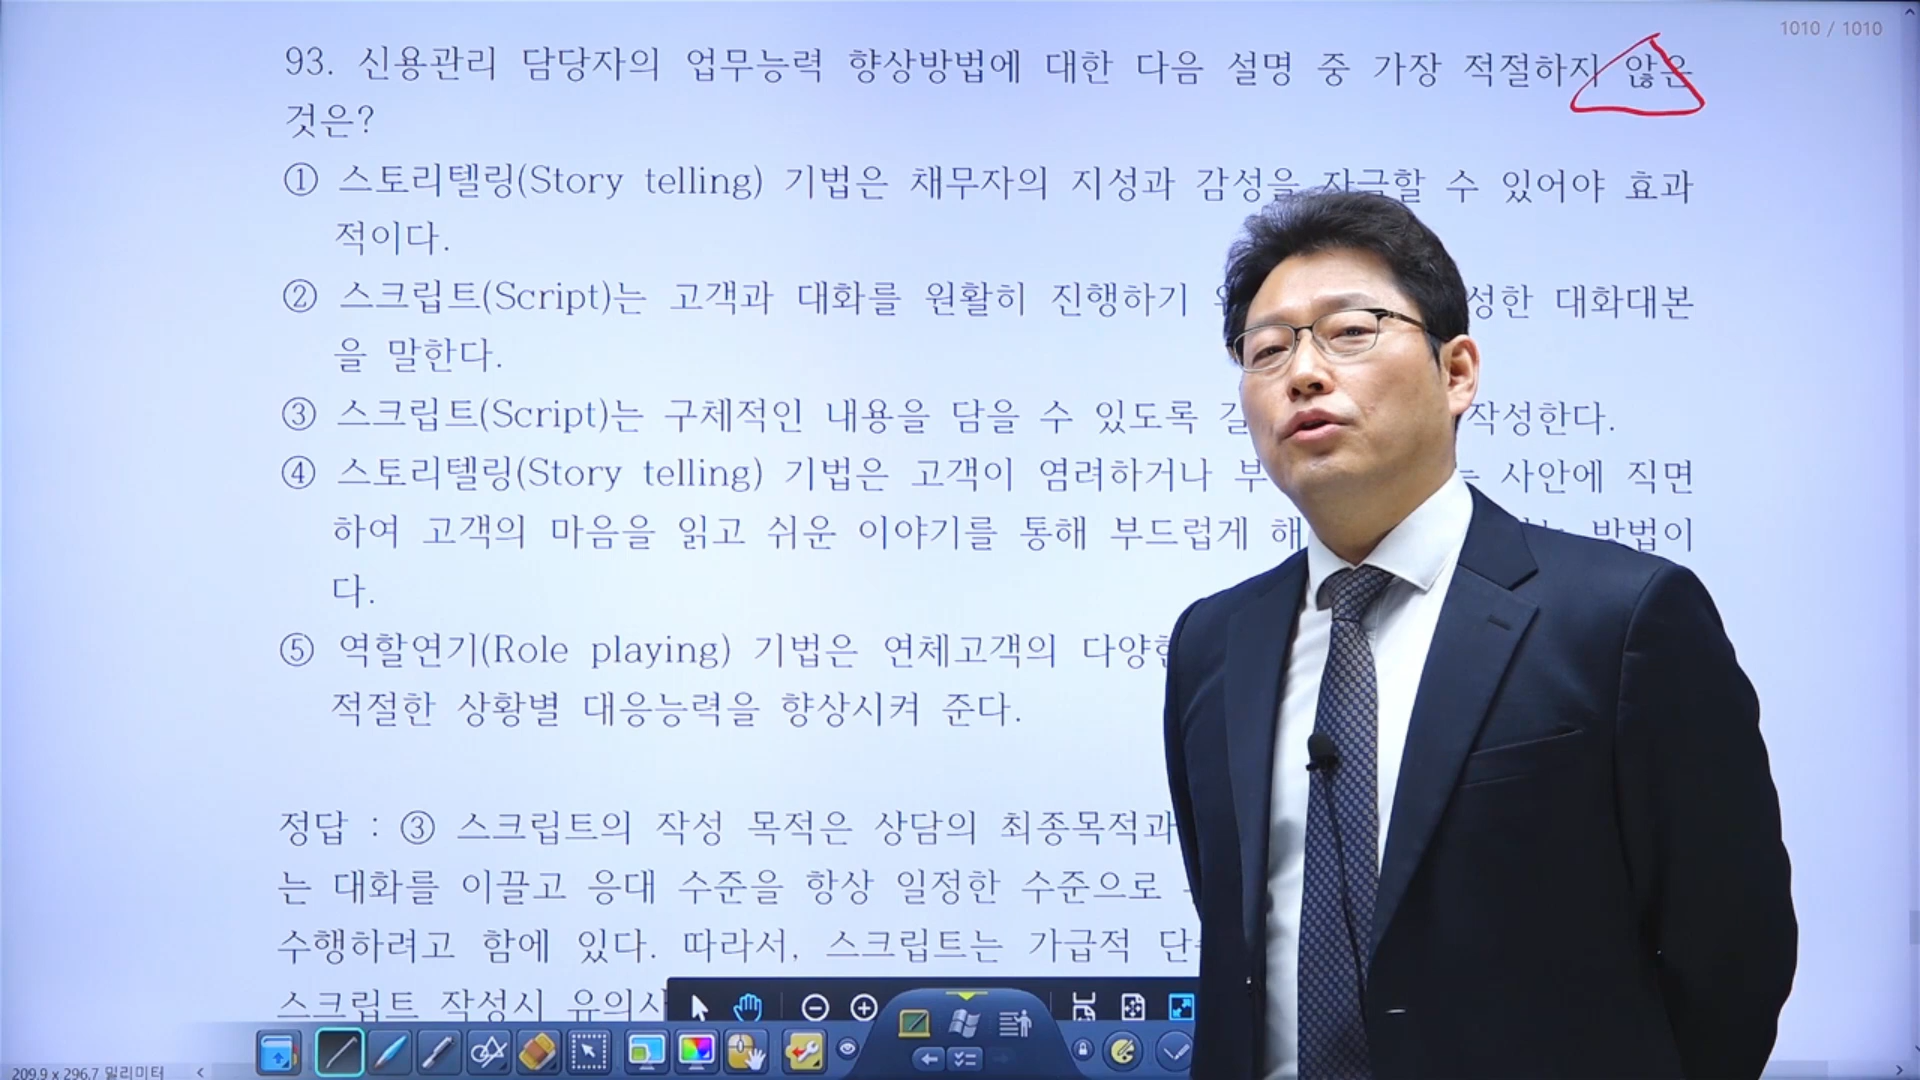 1010 / 1010
93. 신용관리 담당자의 업무능력 향상방법에 대한 다음 설명 중 가장 적절하지 않은
것은?
① 스토리텔링(Story telling) 기법은 채무자의 지성과 감성을 자극할 수 있어야 효과
적이다.
② 스크립트(Script)는 고객과 대화를 원활히 진행하기 성한 대화대본
을 말한다.
③ 스크립트(Script)는 구체적인 내용을 담을 수 있도록 작성한다.
④ 스토리텔링(Story telling) 기법은 고객이 염려하거나 사안에 직면
하여 고객의 마음을 읽고 쉬운 이야기를 통해 부드럽게 방법이
다.
⑤ 역할연기(Role playing) 기법은 연체고객의
적절한 상황별 대응능력을 향상시켜 준다.
정답 : ③ 스크립트의 작성 목적은 상담의 최종목적과
는 대화를 이끌고 응대 수준을 항상 일정한 수준으로
수행하려고 함에 있다. 따라서, 스크립트는 가급적
스크립트 작성시
209.9 x 296.7 밀리미터